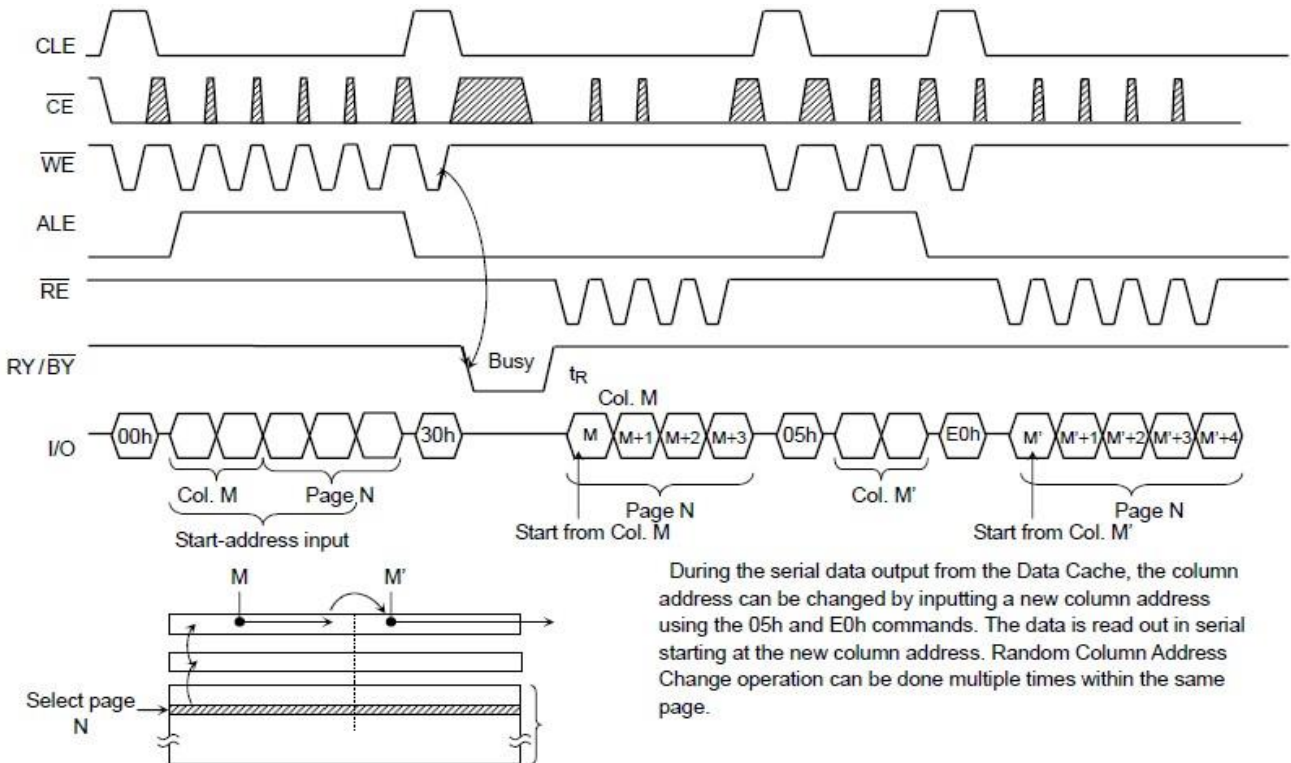 CLE
CE
WE
ALE
RE
RY/BY
Busy
tR
Col. M
I/O
00h
30h
M
M+1
M+2
M+3
05h
E0h
M'
M'+1
M'+2
M'+3
M'+4
Col. M
Page N
Page N
Col. M'
Page N
Start-address input
Start from Col. M
Start from Col. M'
M
M'
Select page
N
During the serial data output from the Data Cache, the column
address can be changed by inputting a new column address
using the 05h and E0h commands. The data is read out in serial
starting at the new column address. Random Column Address
Change operation can be done multiple times within the same
page.